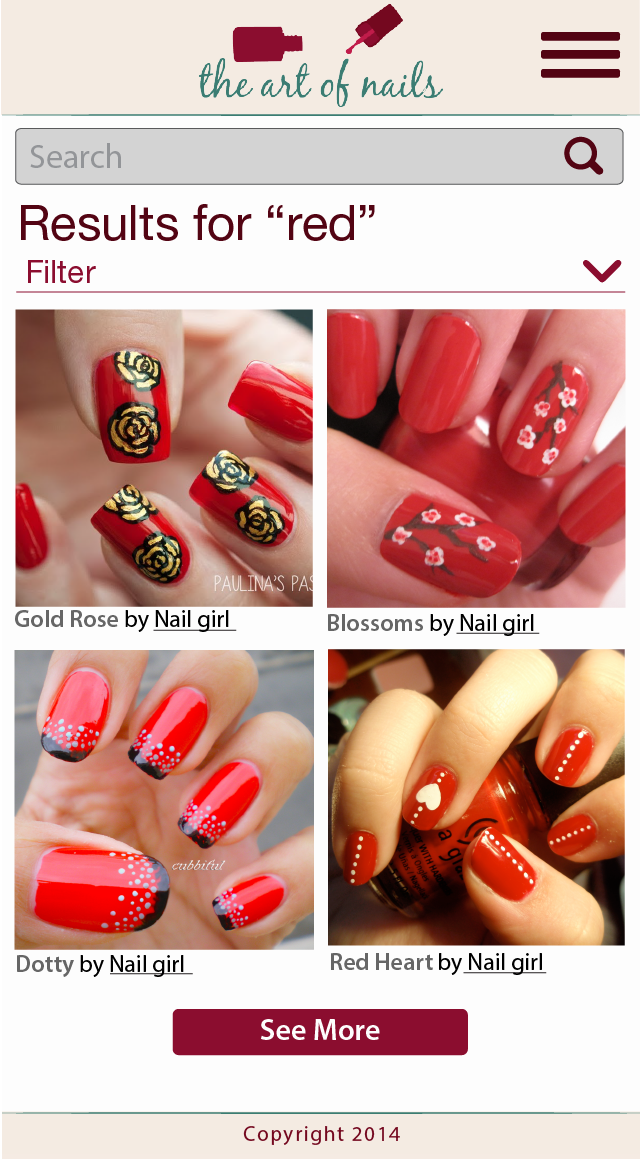 the art of nails
Search
Results for “red”
Filter
PAULINA'S PAS
Gold Rose by Nail girl
Blossoms by Nail girl
cubbiful
Dotty by Nail girl
Red Heart by Nail girl
See More
Copyright 2014